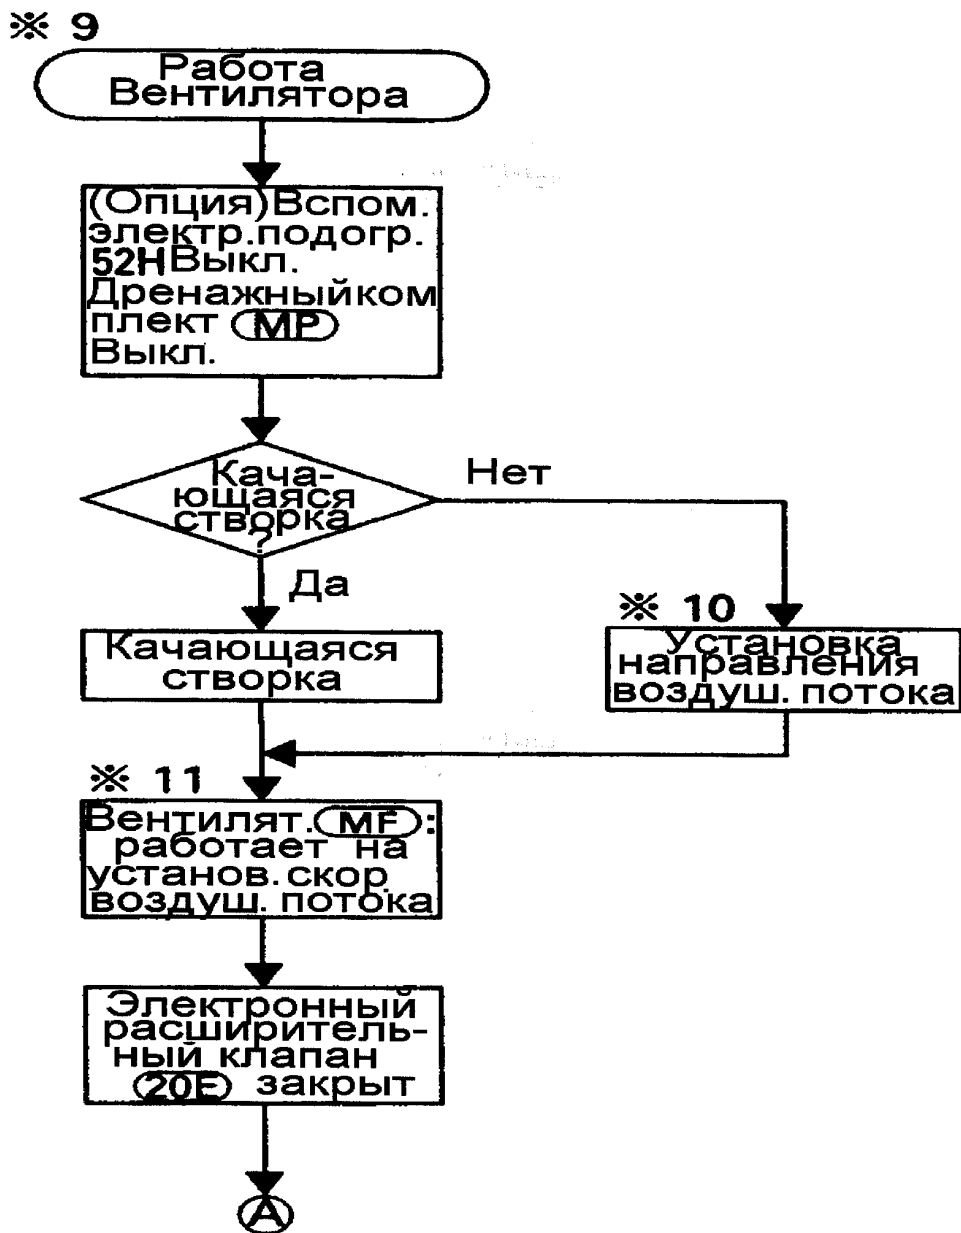 ※ 9
Работа
Вентилятора
(Опция)Вспом.
электр.подогр.
52HВыкл.
Дренажныйком
плект MP
Выкл.
Кача-
ющаяся
створка
?
Нет
Да
Качающаяся
створка
※ 10
Установка
направления
воздуш. потока
※ 11
Вентилят. MF :
работает на
установ.скор.
воздуш. потока
Электронный
расширитель-
ный клапан
20E закрыт
A